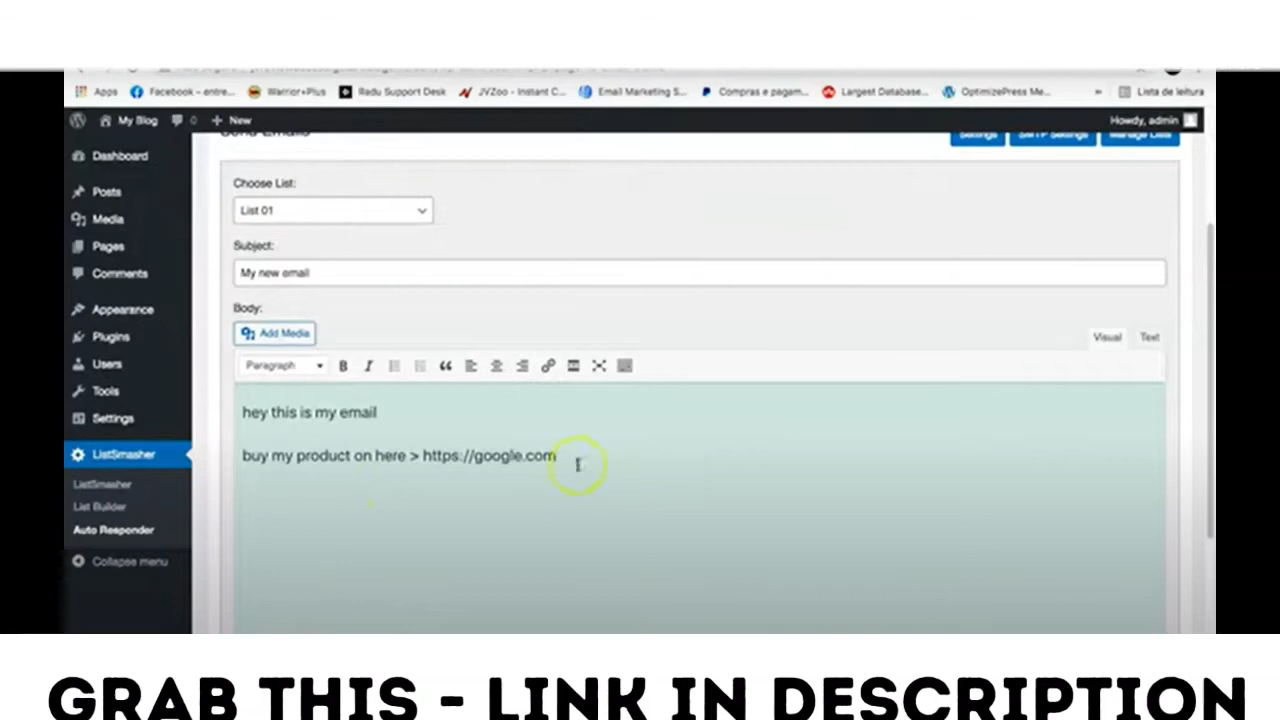 Apps Facebook – entre... Warrior+Plus Radu Support Desk JVZoo - Instant C... Email Marketing S... Compras e pagam... Largest Database... OptimizePress Me... » Lista de leitura
My Blog 0 + New Howdy, admin
Send Emails Settings SMTP Settings Manage Lists
Dashboard
Posts
Media
Pages
Comments
Appearance
Plugins
Users
Tools
Settings
ListSmasher
ListSmasher
List Builder
Auto Responder
Collapse menu
Choose List:
List 01
Subject:
My new email
Body:
Add Media
Visual Text
Paragraph B I
hey this is my email
buy my product on here > https://google.com
GRAB THIS - LINK IN DESCRIPTION